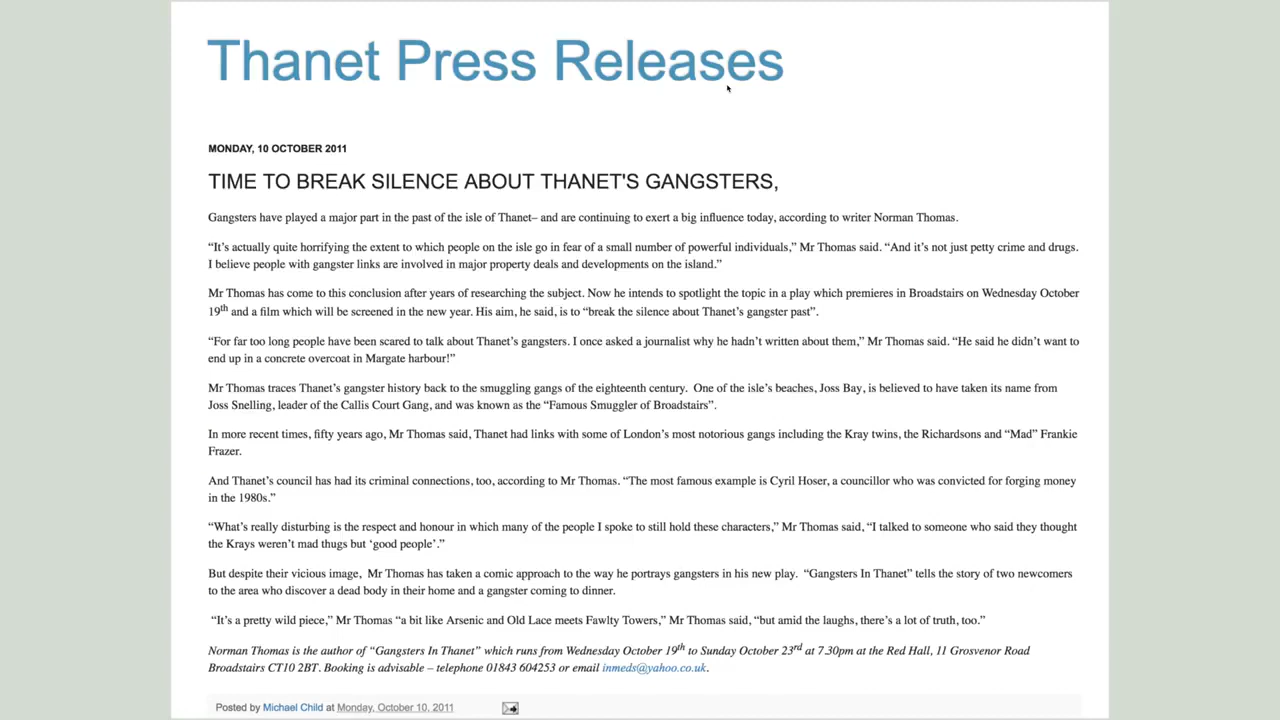 Thanet Press Releases
MONDAY, 10 OCTOBER 2011
TIME TO BREAK SILENCE ABOUT THANET'S GANGSTERS,
Gangsters have played a major part in the past of the isle of Thanet– and are continuing to exert a big influence today, according to writer Norman Thomas.
“It’s actually quite horrifying the extent to which people on the isle go in fear of a small number of powerful individuals,” Mr Thomas said. “And it’s not just petty crime and drugs.
I believe people with gangster links are involved in major property deals and developments on the island.”
Mr Thomas has come to this conclusion after years of researching the subject. Now he intends to spotlight the topic in a play which premieres in Broadstairs on Wednesday October
19th and a film which will be screened in the new year. His aim, he said, is to “break the silence about Thanet’s gangster past”.
“For far too long people have been scared to talk about Thanet’s gangsters. I once asked a journalist why he hadn’t written about them,” Mr Thomas said. “He said he didn’t want to
end up in a concrete overcoat in Margate harbour!”
Mr Thomas traces Thanet’s gangster history back to the smuggling gangs of the eighteenth century.  One of the isle’s beaches, Joss Bay, is believed to have taken its name from
Joss Snelling, leader of the Callis Court Gang, and was known as the “Famous Smuggler of Broadstairs”.
In more recent times, fifty years ago, Mr Thomas said, Thanet had links with some of London’s most notorious gangs including the Kray twins, the Richardsons and “Mad” Frankie
Frazer.
And Thanet’s council has had its criminal connections, too, according to Mr Thomas. “The most famous example is Cyril Hoser, a councillor who was convicted for forging money
in the 1980s.”
“What’s really disturbing is the respect and honour in which many of the people I spoke to still hold these characters,” Mr Thomas said, “I talked to someone who said they thought
the Krays weren’t mad thugs but ‘good people’.”
But despite their vicious image,  Mr Thomas has taken a comic approach to the way he portrays gangsters in his new play.  “Gangsters In Thanet” tells the story of two newcomers
to the area who discover a dead body in their home and a gangster coming to dinner.
“It’s a pretty wild piece,” Mr Thomas “a bit like Arsenic and Old Lace meets Fawlty Towers,” Mr Thomas said, “but amid the laughs, there’s a lot of truth, too.”
Norman Thomas is the author of “Gangsters In Thanet” which runs from Wednesday October 19th to Sunday October 23rd at 7.30pm at the Red Hall, 11 Grosvenor Road
Broadstairs CT10 2BT. Booking is advisable – telephone 01843 604253 or email inmeds@yahoo.co.uk.
Posted by Michael Child at Monday, October 10, 2011